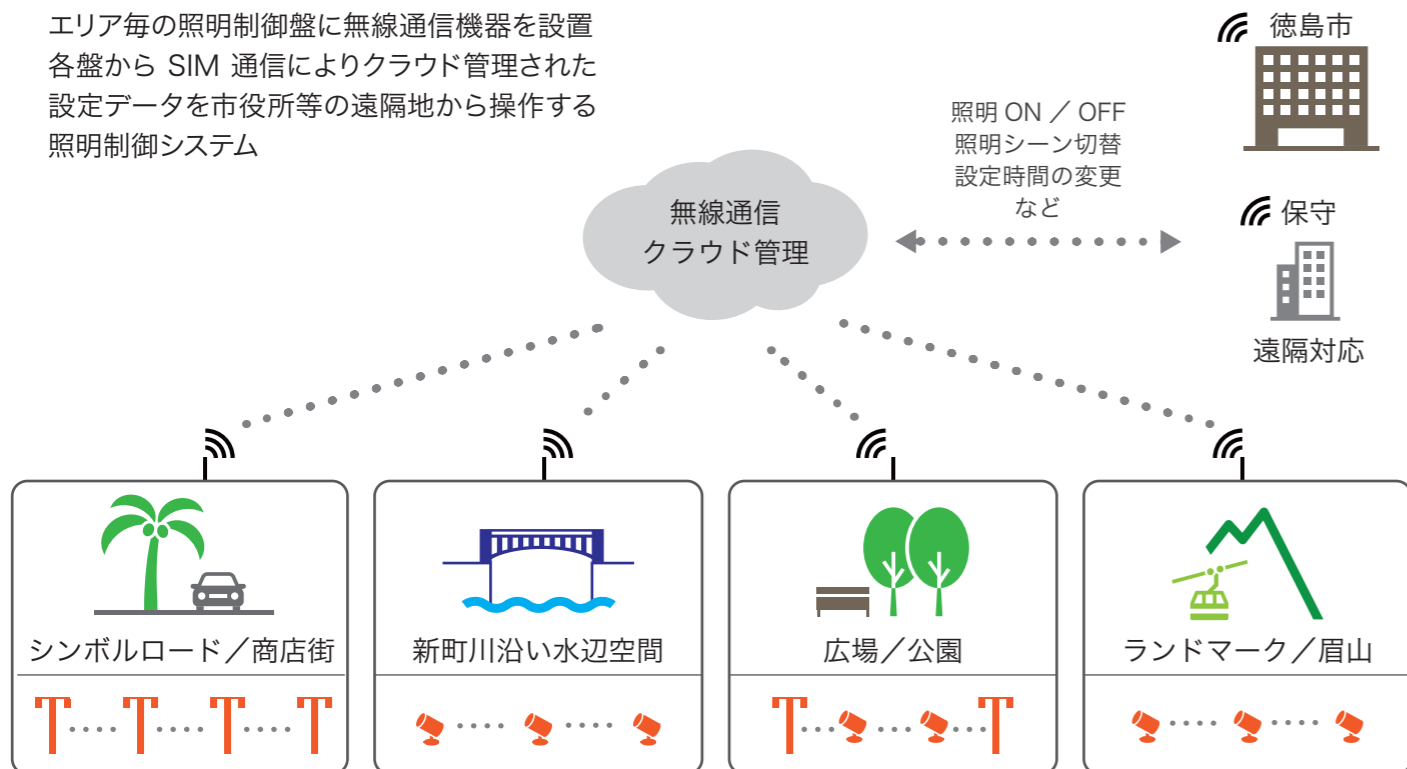 エリア毎の照明制御盤に無線通信機器を設置
各盤から SIM 通信によりクラウド管理された
設定データを市役所等の遠隔地から操作する
照明制御システム
徳島市
照明 ON ／ OFF
照明シーン切替
設定時間の変更
など
無線通信
クラウド管理
保守
遠隔対応
シンボルロード／商店街
新町川沿い水辺空間
広場／公園
ランドマーク／眉山